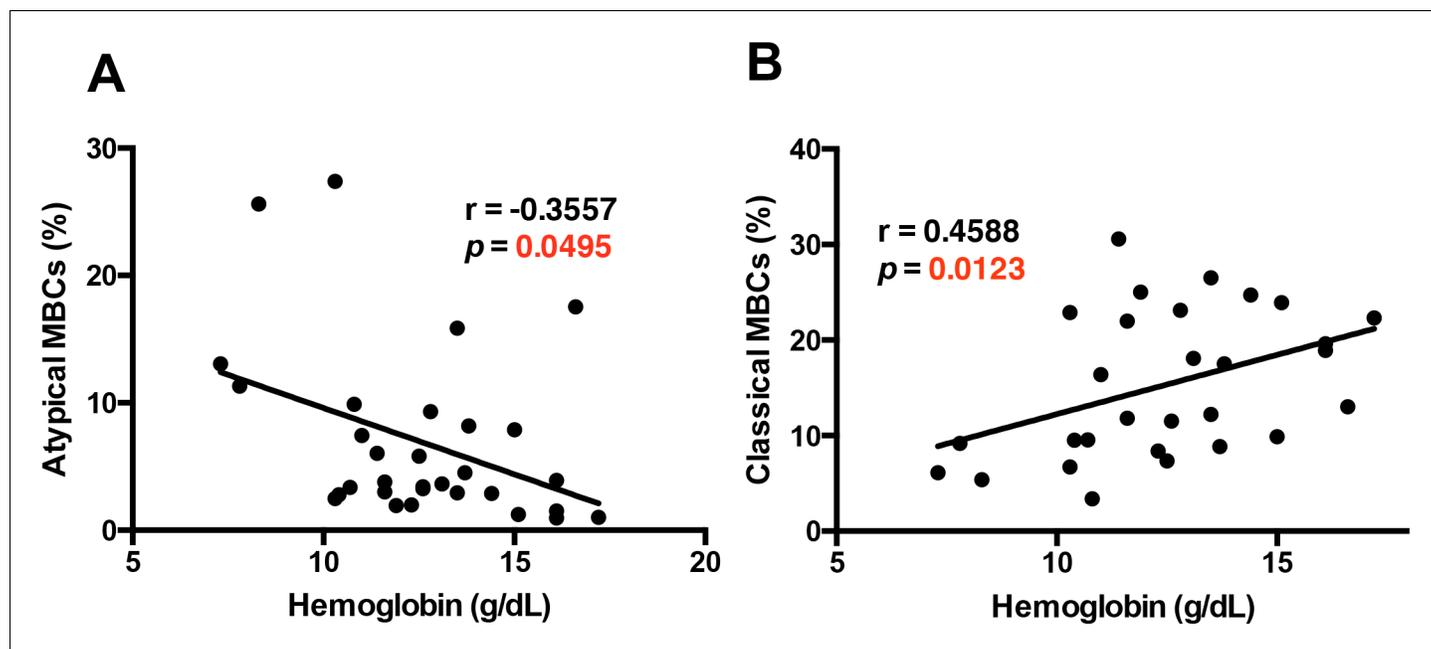 A
30
20
10
0
5
10
15
20
Atypical MBCs (%)
Hemoglobin (g/dL)
r = -0.3557
p = 0.0495
B
40
30
20
10
0
5
10
15
Classical MBCs (%)
Hemoglobin (g/dL)
r = 0.4588
p = 0.0123